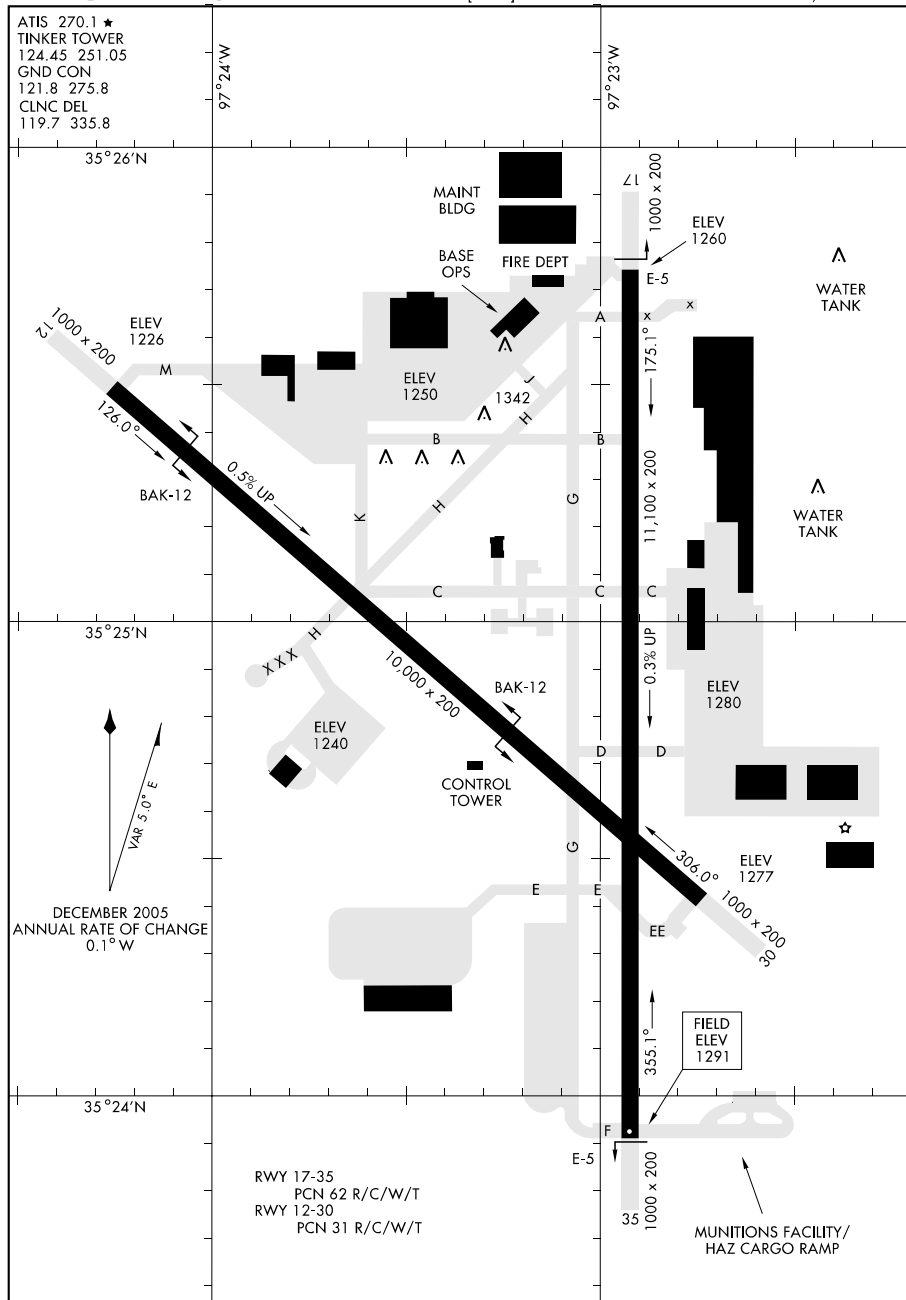 ATIS 270.1 ★
TINKER TOWER
124.45 251.05
GND CON
121.8 275.8
CLNC DEL
119.7 335.8
97°24'W
97°23'W
35°26'N
MAINT
BLDG
17
1000 x 200
ELEV
1260
BASE
OPS
FIRE DEPT
E-5
WATER
TANK
12
1000 x 200
ELEV
1226
A
x
x
M
175.1°
ELEV
1250
J
1342
H
126.0°
B
B
BAK-12
0.5% UP
K
H
G
11,100 x 200
WATER
TANK
C
C
C
35°25'N
H
X X X
10,000 x 200
0.3% UP
BAK-12
ELEV
1280
ELEV
1240
D
D
CONTROL
TOWER
VAR 5.0° E
G
306.0°
ELEV
1277
E
E
1000 x 200
30
EE
DECEMBER 2005
ANNUAL RATE OF CHANGE
0.1° W
355.1°
FIELD
ELEV
1291
35°24'N
F
E-5
1000 x 200
35
RWY 17-35
PCN 62 R/C/W/T
RWY 12-30
PCN 31 R/C/W/T
MUNITIONS FACILITY/
HAZ CARGO RAMP